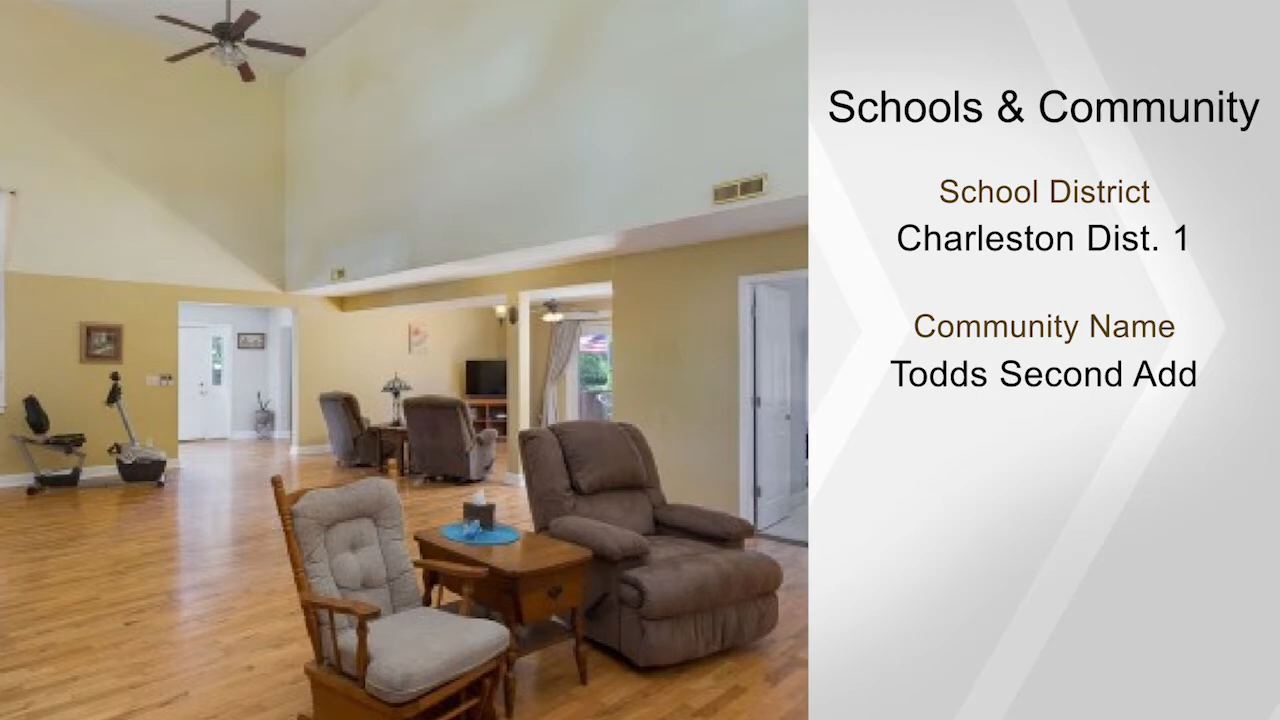 Schools & Community
School District
Charleston Dist. 1
Community Name
Todds Second Add